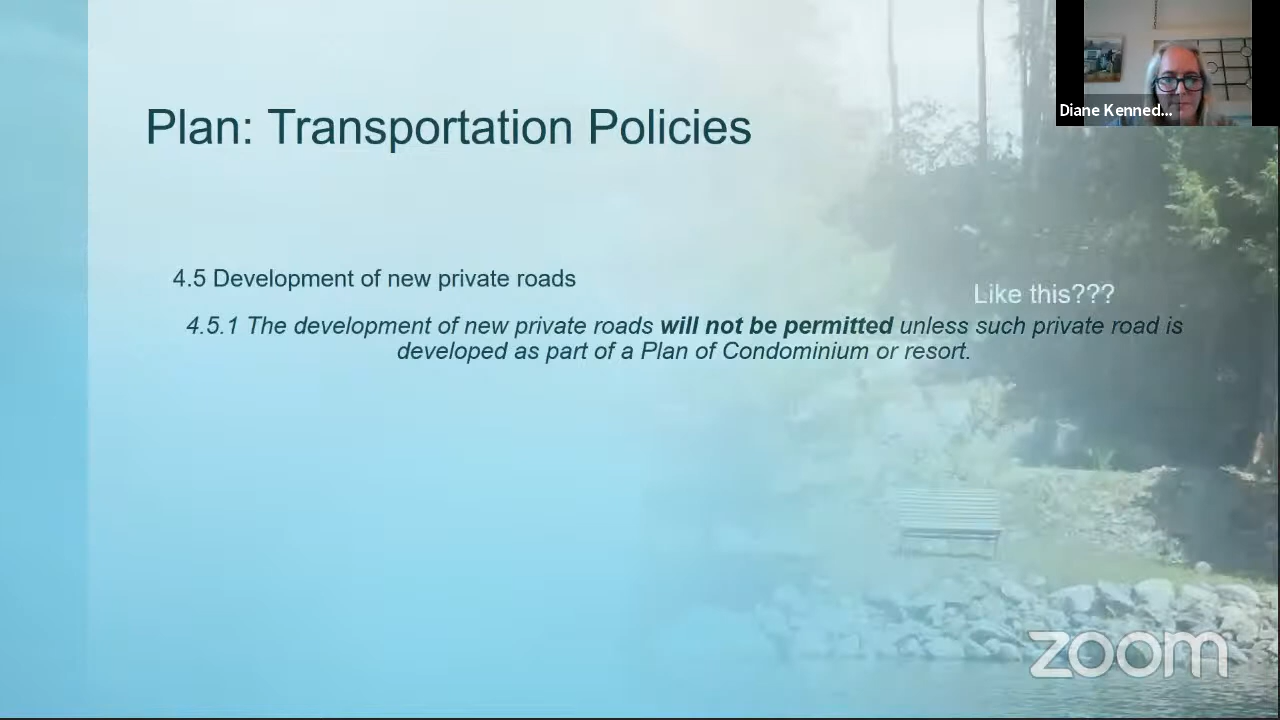 Diane Kenned...
Plan: Transportation Policies
4.5 Development of new private roads
Like this???
4.5.1 The development of new private roads will not be permitted unless such private road is
developed as part of a Plan of Condominium or resort.
zoom